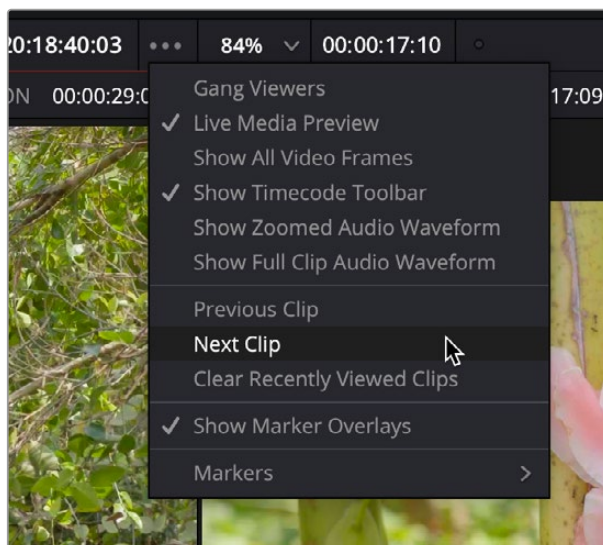 0:18:40:03 ••• 84% 00:00:17:10
ON 00:00:29:0 17:09
Gang Viewers
✓ Live Media Preview
Show All Video Frames
✓ Show Timecode Toolbar
Show Zoomed Audio Waveform
Show Full Clip Audio Waveform
Previous Clip
Next Clip
Clear Recently Viewed Clips
✓ Show Marker Overlays
Markers >